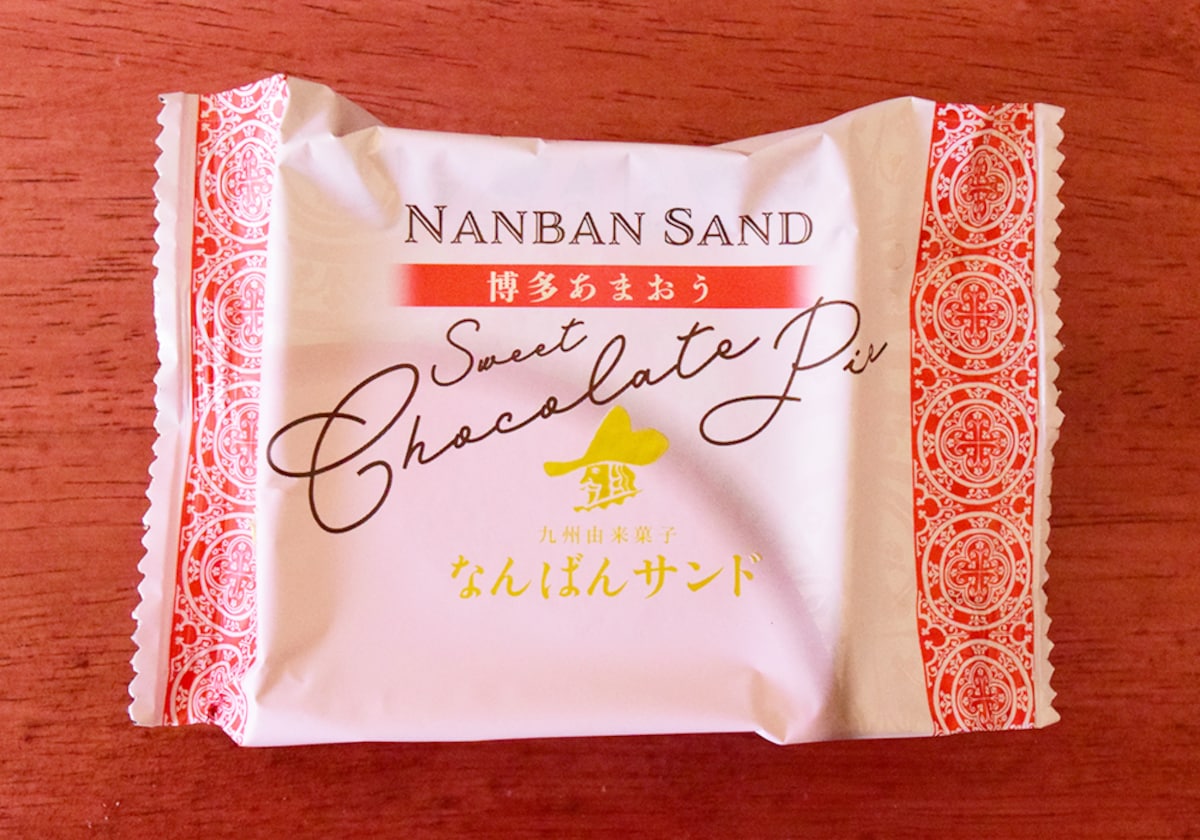 NANBAN SAND
博多あまおう
Sweet
Chocolate Pie
九州由来菓子
なんばんサンド